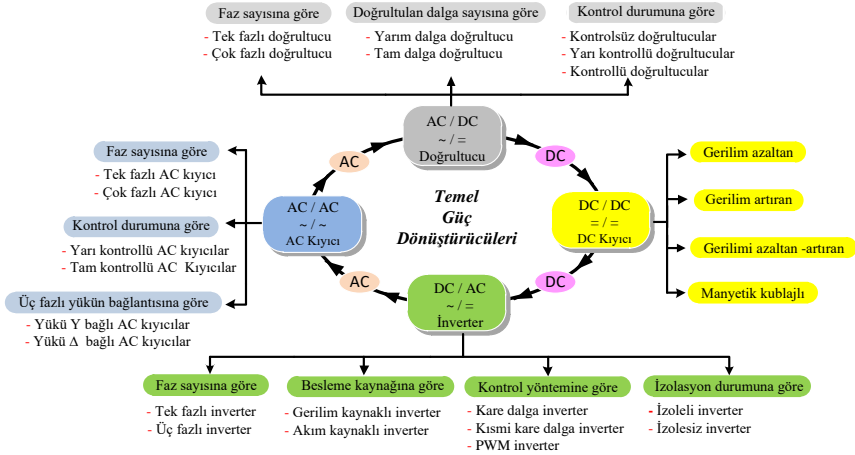 Faz sayısına göre
- Tek fazlı doğrultucu
- Çok fazlı doğrultucu
Doğrultulan dalga sayısına göre
- Yarım dalga doğrultucu
- Tam dalga doğrultucu
Kontrol durumuna göre
- Kontrolsüz doğrultucular
- Yarı kontrollü doğrultucular
- Kontrollü doğrultucular
AC / DC
~ / =
Doğrultucu
AC
DC
Faz sayısına göre
- Tek fazlı AC kıyıcı
- Çok fazlı AC kıyıcı
Kontrol durumuna göre
- Yarı kontrollü AC kıyıcılar
- Tam kontrollü AC Kıyıcılar
Üç fazlı yükün bağlantısına göre
- Yükü Y bağlı AC kıyıcılar
- Yükü Δ bağlı AC kıyıcılar
AC / AC
~ / ~
AC Kıyıcı
Temel
Güç
Dönüştürücüleri
DC / DC
= / =
DC Kıyıcı
Gerilim azaltan
Gerilim artıran
Gerilimi azaltan -artıran
Manyetik kublajlı
AC
DC
DC / AC
~ / =
İnverter
Faz sayısına göre
- Tek fazlı inverter
- Üç fazlı inverter
Besleme kaynağına göre
- Gerilim kaynaklı inverter
- Akım kaynaklı inverter
Kontrol yöntemine göre
- Kare dalga inverter
- Kısmi kare dalga inverter
- PWM inverter
İzolasyon durumuna göre
- İzoleli inverter
- İzolesiz inverter